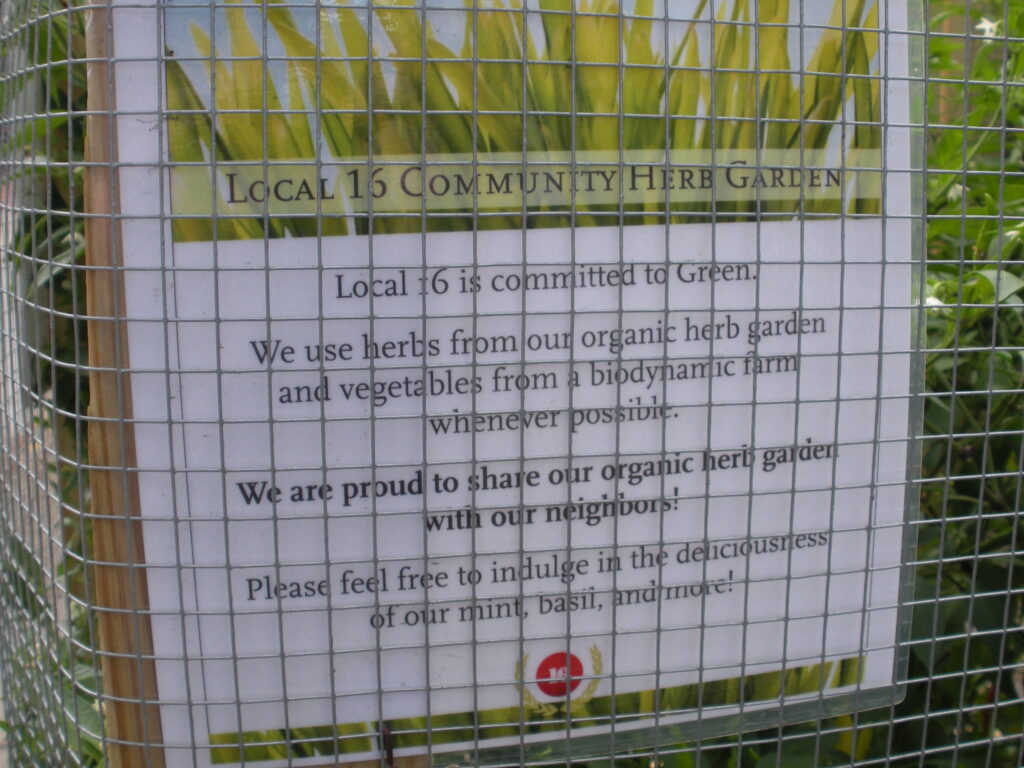 Local 16 Community Herb Garden
Local 16 is committed to Green.
We use herbs from our organic herb garden
and vegetables from a biodynamic farm
whenever possible.
We are proud to share our organic herb garden
with our neighbors!
Please feel free to indulge in the deliciousness
of our mint, basil, and more!
16